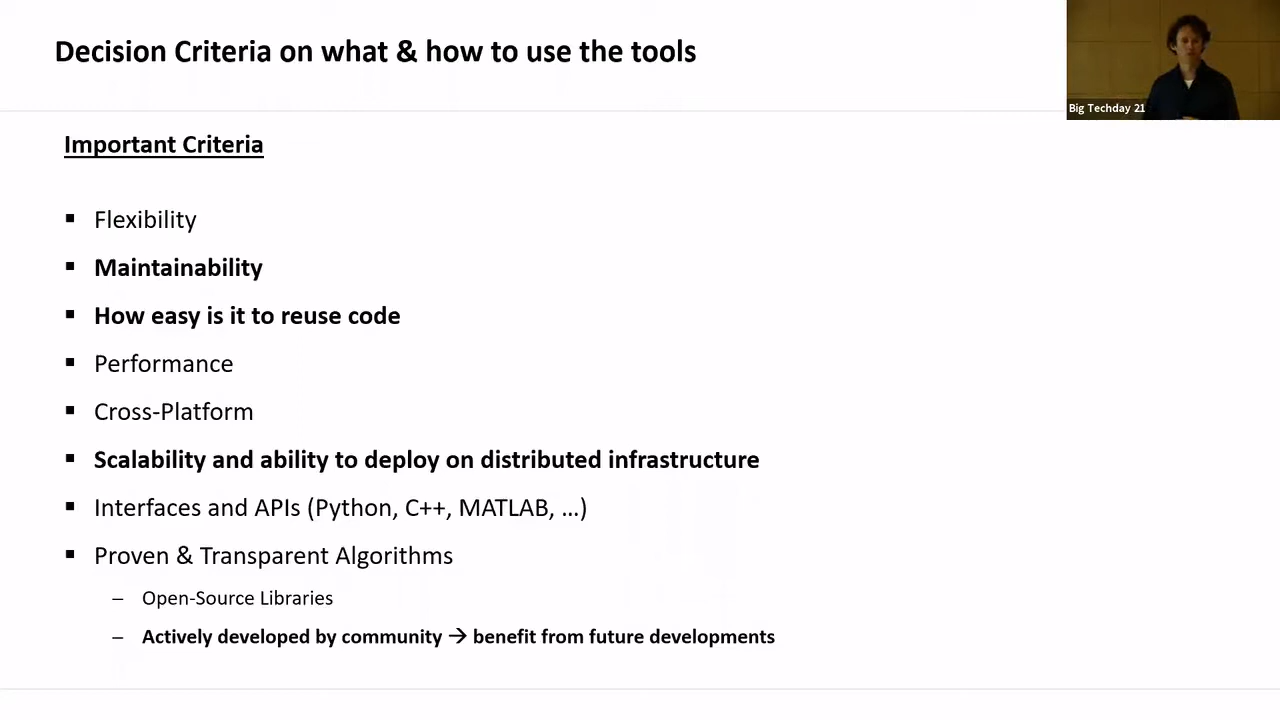 Decision Criteria on what & how to use the tools
Big Techday 21
Important Criteria
▪ Flexibility
▪ Maintainability
▪ How easy is it to reuse code
▪ Performance
▪ Cross-Platform
▪ Scalability and ability to deploy on distributed infrastructure
▪ Interfaces and APIs (Python, C++, MATLAB, ...)
▪ Proven & Transparent Algorithms
– Open-Source Libraries
– Actively developed by community → benefit from future developments